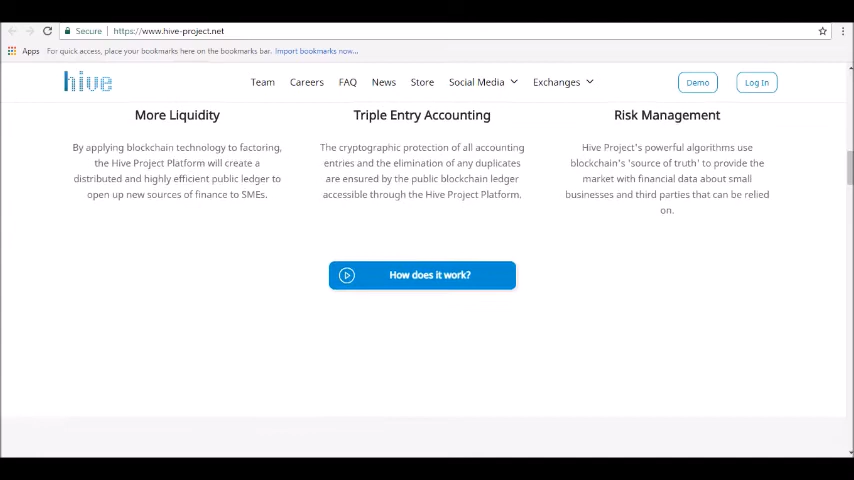 Secure https://www.hive-project.net
Apps For quick access, place your bookmarks here on the bookmarks bar. Import bookmarks now...
hive Team Careers FAQ News Store Social Media Exchanges Demo Log In
More Liquidity
By applying blockchain technology to factoring,
the Hive Project Platform will create a
distributed and highly efficient public ledger to
open up new sources of finance to SMEs.
Triple Entry Accounting
The cryptographic protection of all accounting
entries and the elimination of any duplicates
are ensured by the public blockchain ledger
accessible through the Hive Project Platform.
Risk Management
Hive Project's powerful algorithms use
blockchain's 'source of truth' to provide the
market with financial data about small
businesses and third parties that can be relied
on.
How does it work?